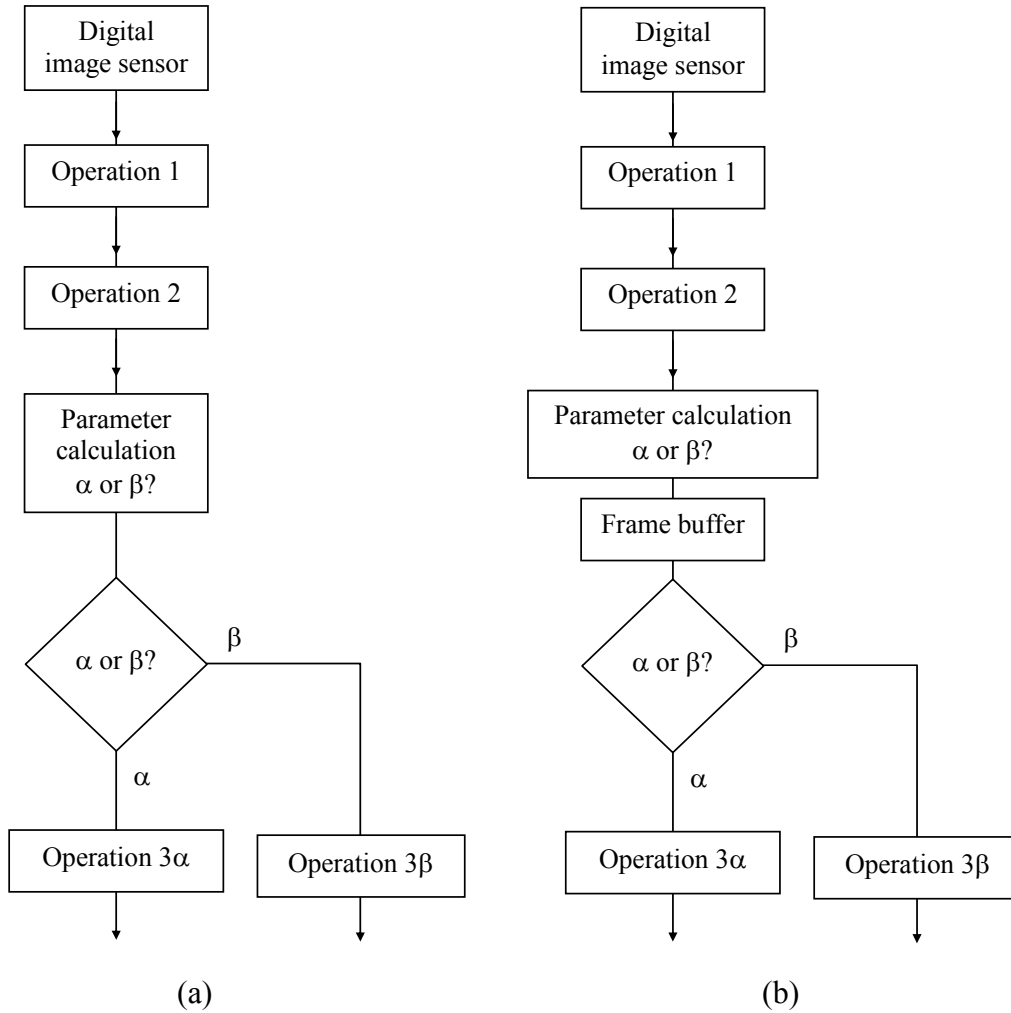 Digital
image sensor
Operation 1
Operation 2
Parameter
calculation
α or β?
α or β?
β
α
Operation 3α
Operation 3β
(a)
Digital
image sensor
Operation 1
Operation 2
Parameter calculation
α or β?
Frame buffer
α or β?
β
α
Operation 3α
Operation 3β
(b)